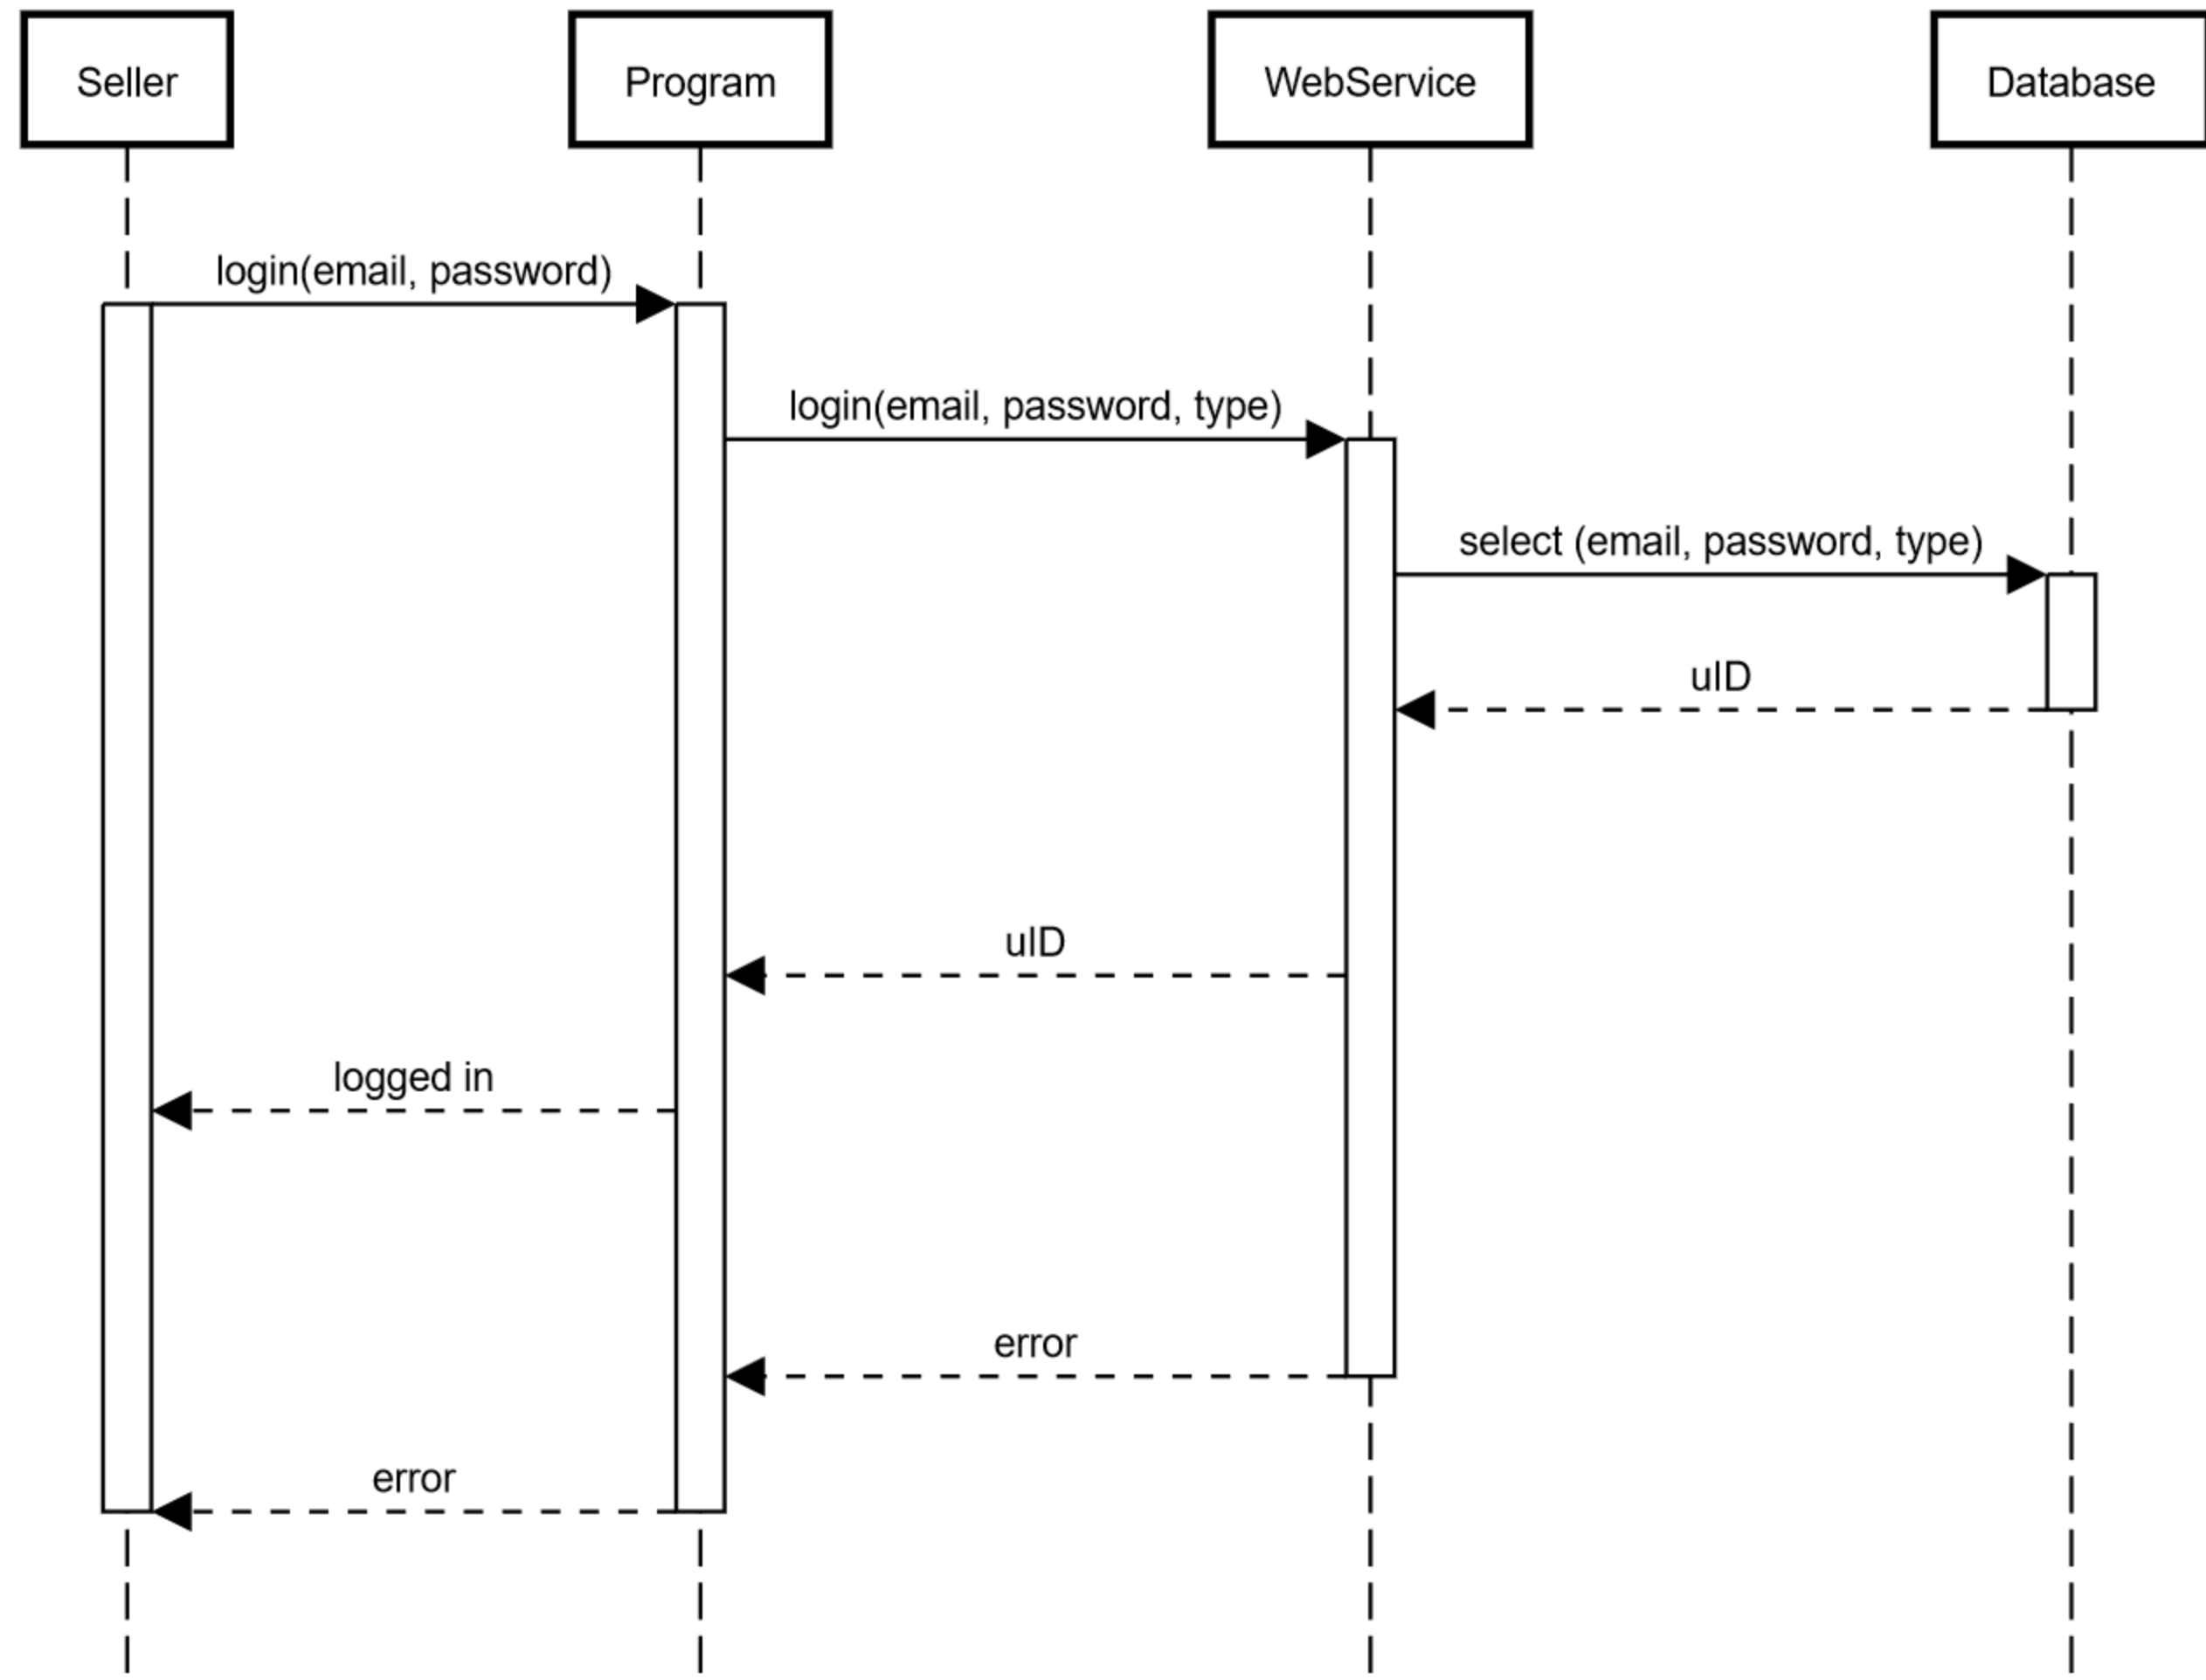 Seller
Program
WebService
Database
login(email, password)
login(email, password, type)
select (email, password, type)
uID
uID
logged in
error
error